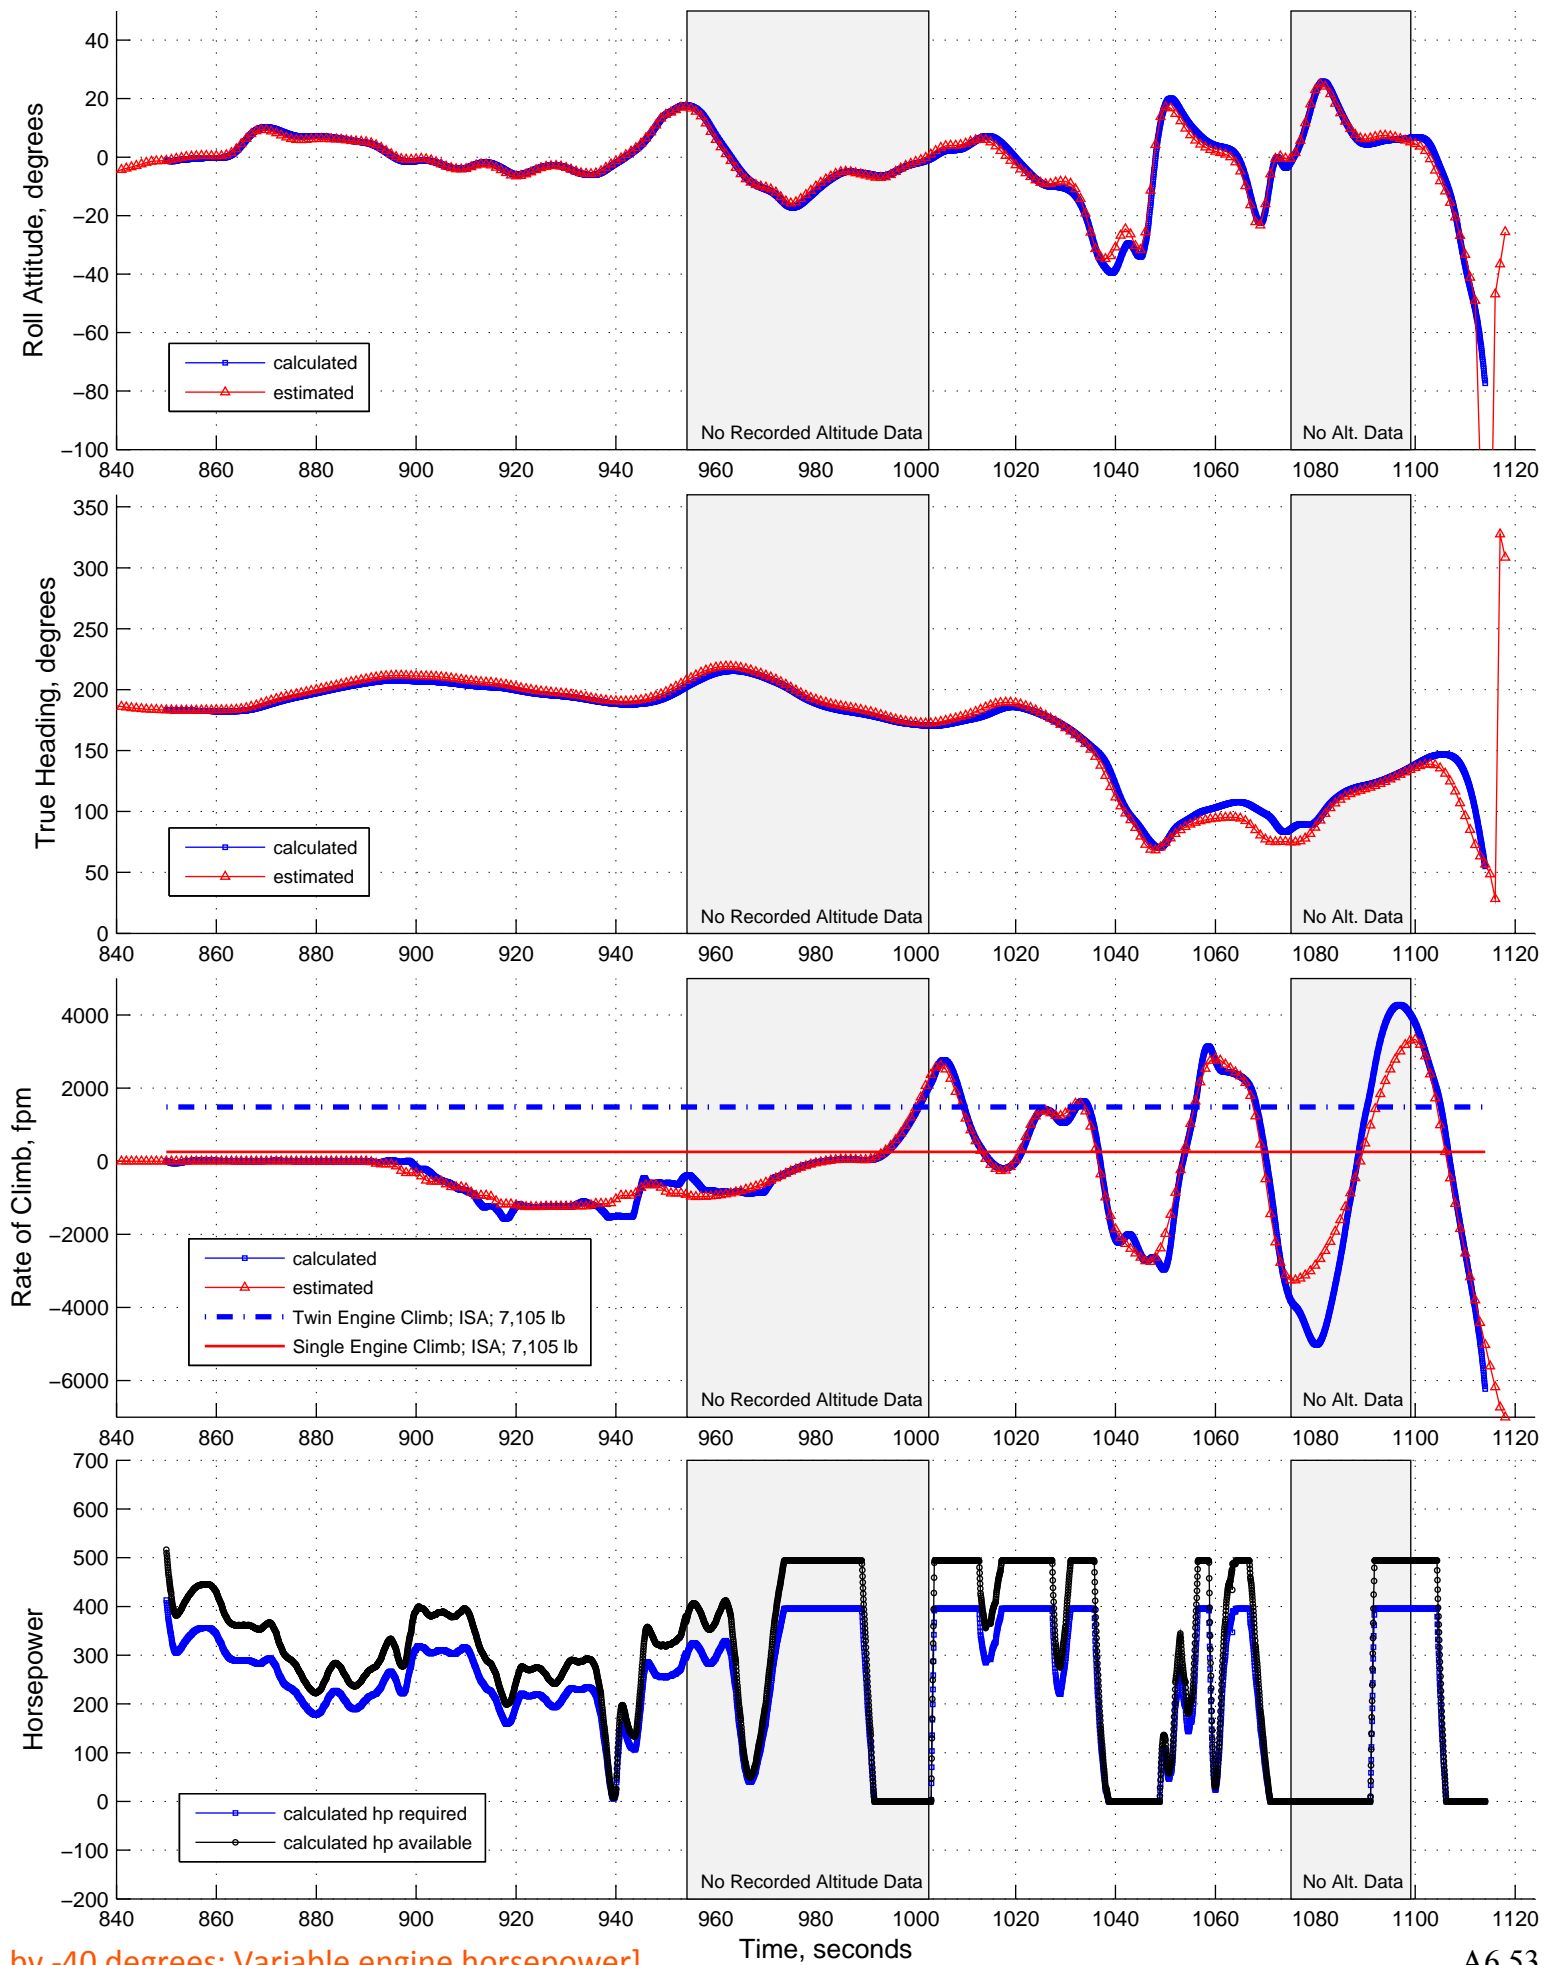 40
20
0
−20
−40
−60
−80
−100
Roll Attitude, degrees
calculated
estimated
No Recorded Altitude Data
No Alt. Data
840 860 880 900 920 940 960 980 1000 1020 1040 1060 1080 1100 1120
350
300
250
200
150
100
50
0
True Heading, degrees
calculated
estimated
No Recorded Altitude Data
No Alt. Data
840 860 880 900 920 940 960 980 1000 1020 1040 1060 1080 1100 1120
4000
2000
0
−2000
−4000
−6000
Rate of Climb, fpm
calculated
estimated
Twin Engine Climb; ISA; 7,105 lb
Single Engine Climb; ISA; 7,105 lb
No Recorded Altitude Data
No Alt. Data
840 860 880 900 920 940 960 980 1000 1020 1040 1060 1080 1100 1120
700
600
500
400
300
200
100
0
−100
−200
Horsepower
calculated hp required
calculated hp available
No Recorded Altitude Data
No Alt. Data
840 860 880 900 920 940 960 980 1000 1020 1040 1060 1080 1100 1120
Time, seconds
by -40 degrees; Variable engine horsepower]
A6.53